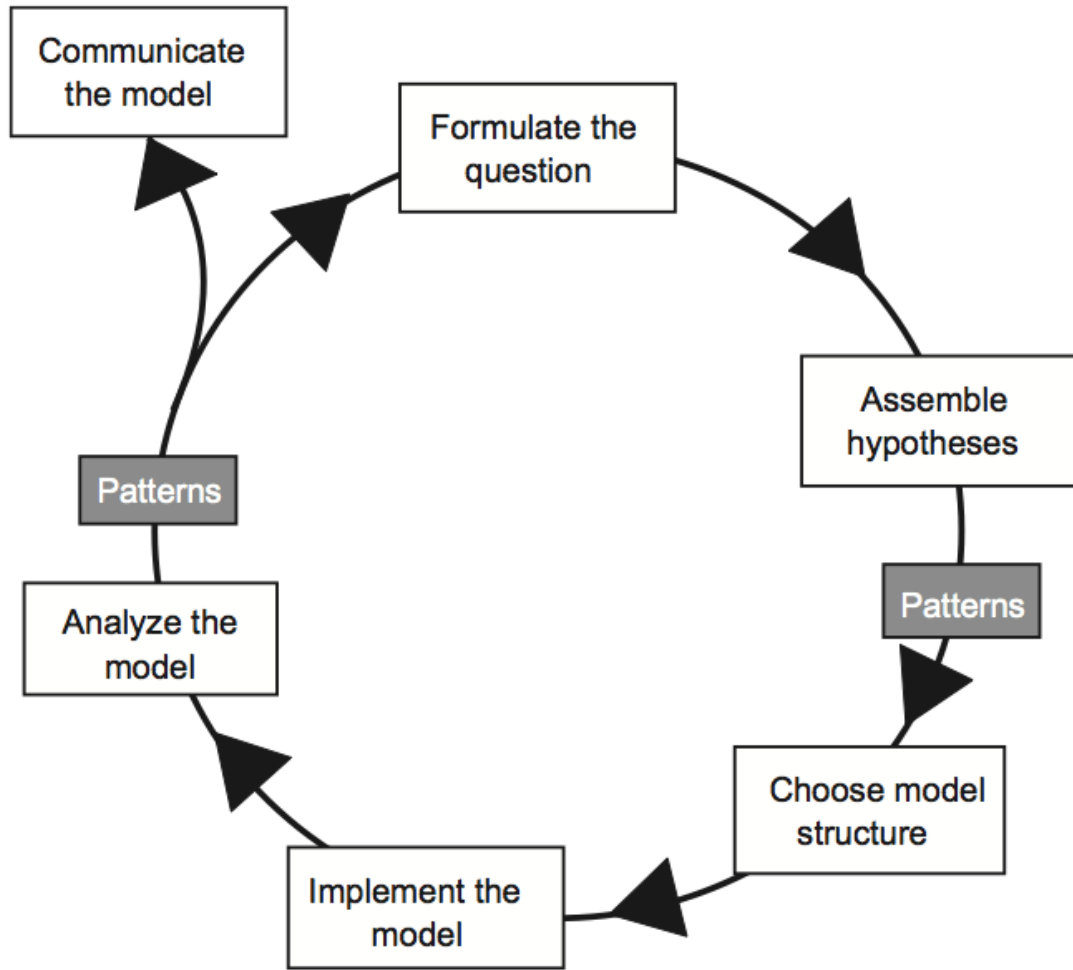 Communicate
the model
Formulate the
question
Assemble
hypotheses
Patterns
Choose model
structure
Implement the
model
Analyze the
model
Patterns